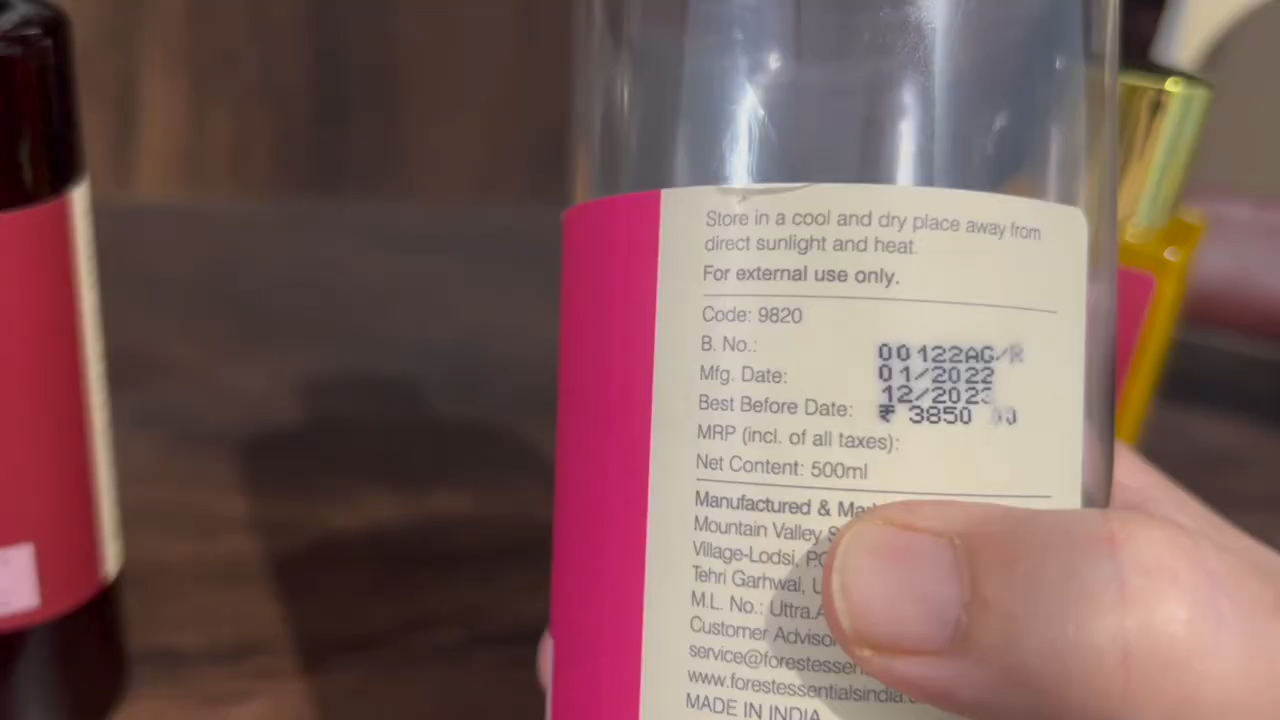 Store in a cool and dry place away from
direct sunlight and heat.
For external use only.
Code: 9820
B. No.: 00122AG/R
Mfg. Date: 01/2022
Best Before Date: 12/2023
MRP (incl. of all taxes): ₹ 3850
Net Content: 500ml
Manufactured &
Mountain Valley
Village-Lodsi,
Tehri Garhwal,
M.L. No.:
Customer
www.forestessentialsindia.
MADE IN INDIA